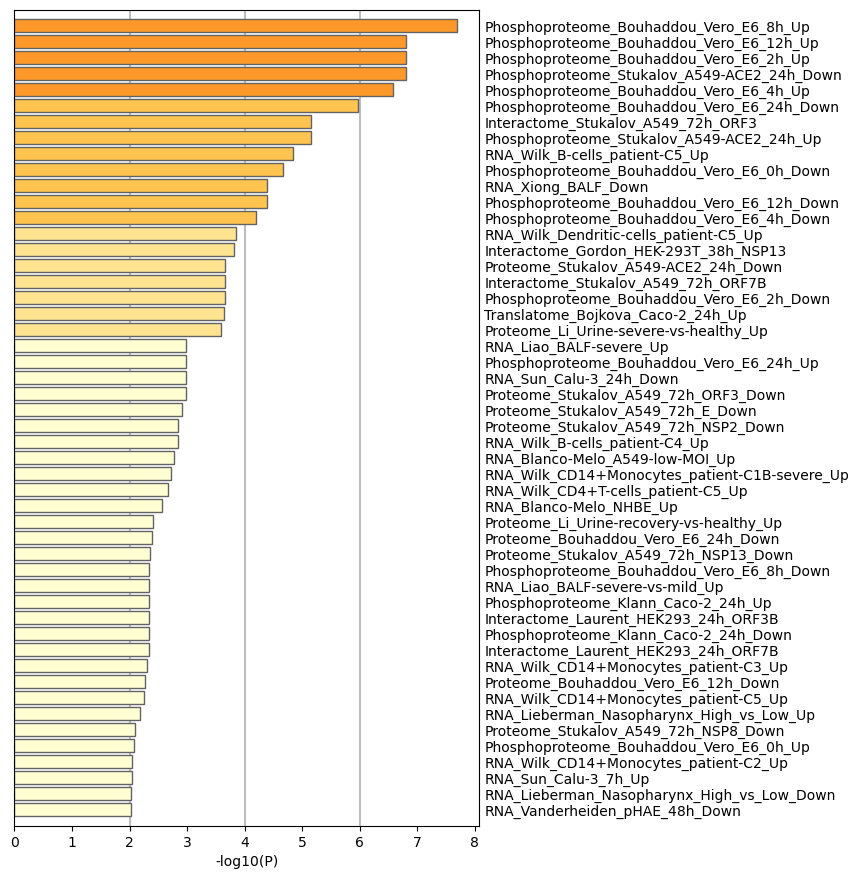 Phosphoproteome_Bouhaddou_Vero_E6_8h_Up
Phosphoproteome_Bouhaddou_Vero_E6_12h_Up
Phosphoproteome_Bouhaddou_Vero_E6_2h_Up
Phosphoproteome_Stukalov_A549-ACE2_24h_Down
Phosphoproteome_Bouhaddou_Vero_E6_4h_Up
Phosphoproteome_Bouhaddou_Vero_E6_24h_Down
Interactome_Stukalov_A549_72h_ORF3
Phosphoproteome_Stukalov_A549-ACE2_24h_Up
RNA_Wilk_B-cells_patient-C5_Up
Phosphoproteome_Bouhaddou_Vero_E6_0h_Down
RNA_Xiong_BALF_Down
Phosphoproteome_Bouhaddou_Vero_E6_12h_Down
Phosphoproteome_Bouhaddou_Vero_E6_4h_Down
RNA_Wilk_Dendritic-cells_patient-C5_Up
Interactome_Gordon_HEK-293T_38h_NSP13
Proteome_Stukalov_A549-ACE2_24h_Down
Interactome_Stukalov_A549_72h_ORF7B
Phosphoproteome_Bouhaddou_Vero_E6_2h_Down
Translatome_Bojkova_Caco-2_24h_Up
Proteome_Li_Urine-severe-vs-healthy_Up
RNA_Liao_BALF-severe_Up
Phosphoproteome_Bouhaddou_Vero_E6_24h_Up
RNA_Sun_Calu-3_24h_Down
Proteome_Stukalov_A549_72h_ORF3_Down
Proteome_Stukalov_A549_72h_E_Down
Proteome_Stukalov_A549_72h_NSP2_Down
RNA_Wilk_B-cells_patient-C4_Up
RNA_Blanco-Melo_A549-low-MOI_Up
RNA_Wilk_CD14+Monocytes_patient-C1B-severe_Up
RNA_Wilk_CD4+T-cells_patient-C5_Up
RNA_Blanco-Melo_NHBE_Up
Proteome_Li_Urine-recovery-vs-healthy_Up
Proteome_Bouhaddou_Vero_E6_24h_Down
Proteome_Stukalov_A549_72h_NSP13_Down
Phosphoproteome_Bouhaddou_Vero_E6_8h_Down
RNA_Liao_BALF-severe-vs-mild_Up
Phosphoproteome_Klann_Caco-2_24h_Up
Interactome_Laurent_HEK293_24h_ORF3B
Phosphoproteome_Klann_Caco-2_24h_Down
Interactome_Laurent_HEK293_24h_ORF7B
RNA_Wilk_CD14+Monocytes_patient-C3_Up
Proteome_Bouhaddou_Vero_E6_12h_Down
RNA_Wilk_CD14+Monocytes_patient-C5_Up
RNA_Lieberman_Nasopharynx_High_vs_Low_Up
Proteome_Stukalov_A549_72h_NSP8_Down
Phosphoproteome_Bouhaddou_Vero_E6_0h_Up
RNA_Wilk_CD14+Monocytes_patient-C2_Up
RNA_Sun_Calu-3_7h_Up
RNA_Lieberman_Nasopharynx_High_vs_Low_Down
RNA_Vanderheiden_pHAE_48h_Down
0 1 2 3 4 5 6 7 8
-log10(P)